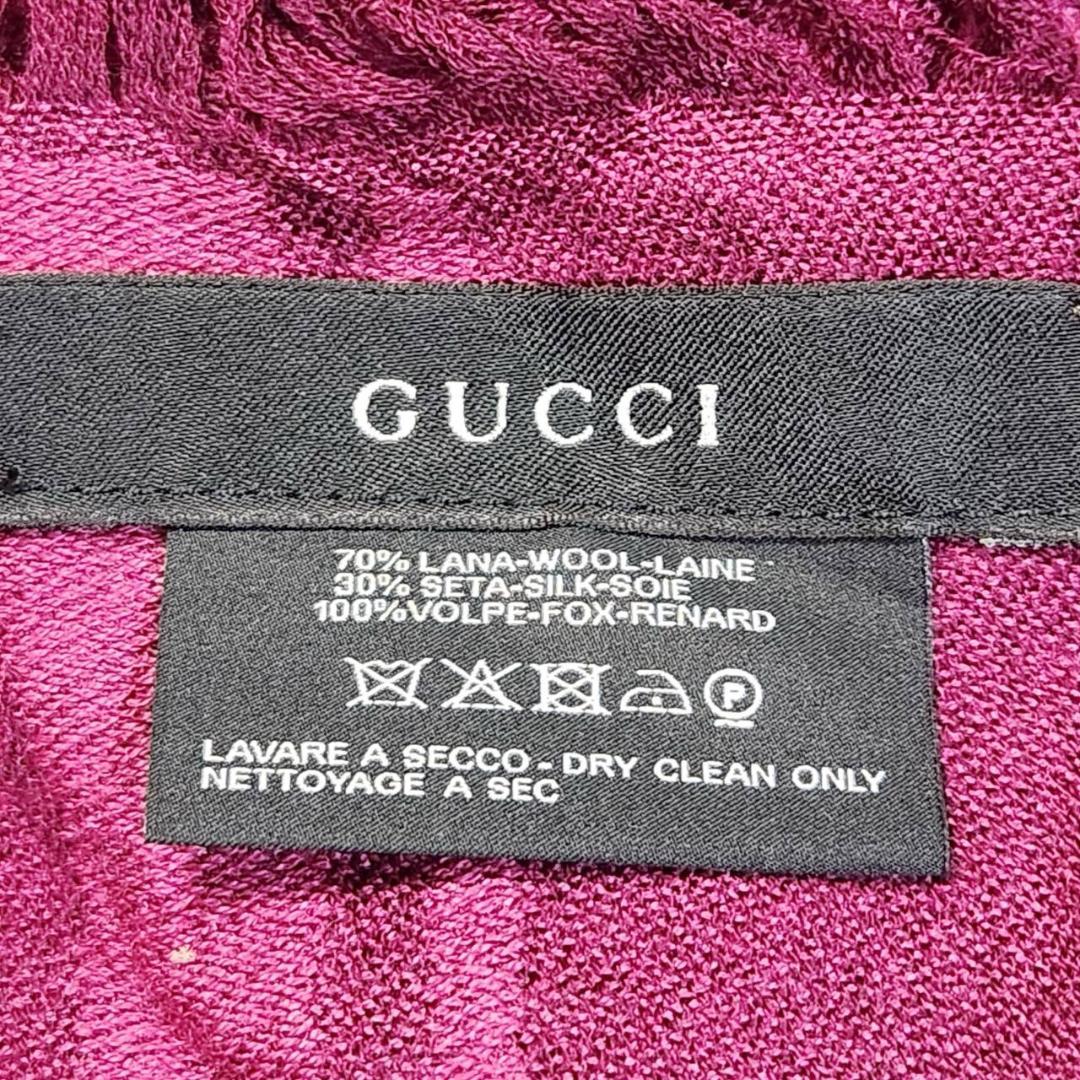 GUCCI
70% LANA-WOOL-LAINE
30% SETA-SILK-SOIE
100%VOLPE-FOX-RENARD
P
LAVARE A SECCO - DRY CLEAN ONLY
NETTOYAGE A SEC